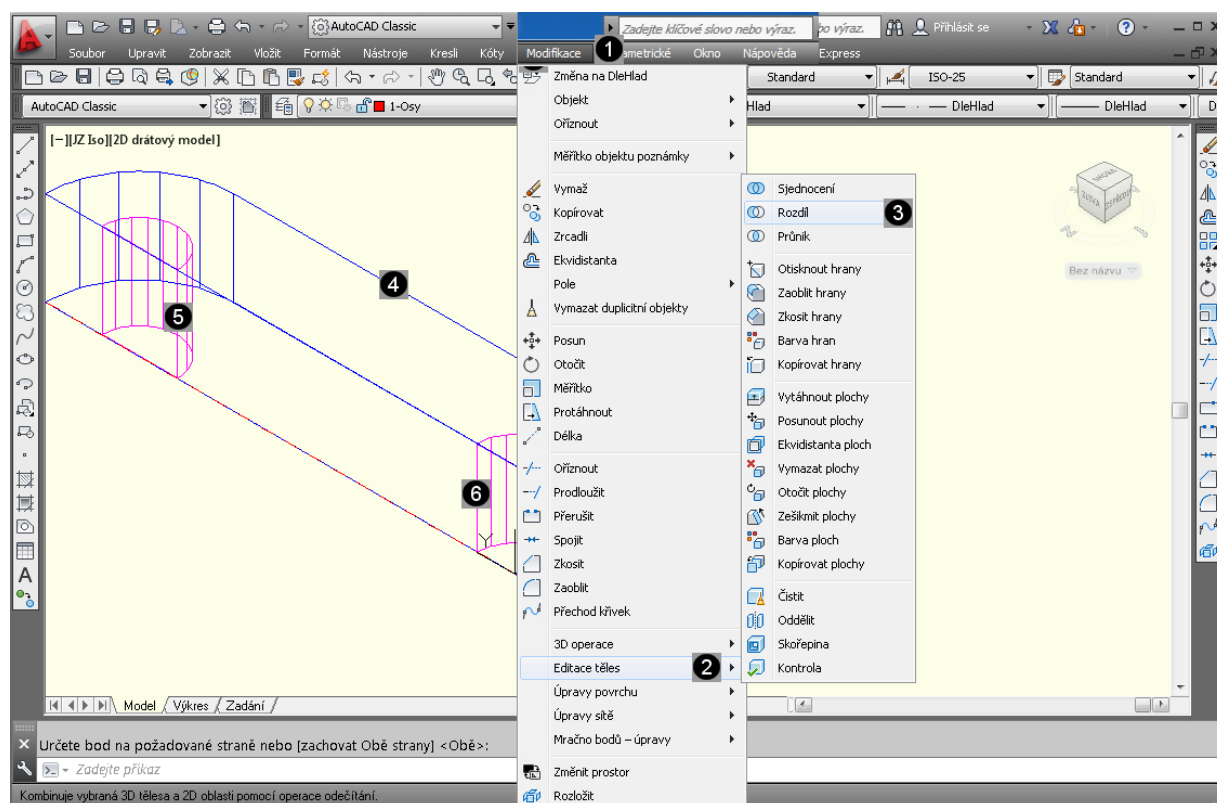 AutoCAD Classic
Zadejte klíčové slovo nebo výraz.
bo výraz.
Přihlásit se
Soubor Upravit Zobrazit Vložit Formát Nástroje Kresli Kóty Modifikace ametrické Okno Nápověda Express
1
Standard ISO-25 Standard
AutoCAD Classic 1-Osy Hlad DleHlad DleHlad D
[−][JZ Iso][2D drátový model]
Změna na DleHlad
Objekt
Oříznout
Měřítko objektu poznámky
Vymaž
Kopírovat
Zrcadli
Ekvidistanta
Pole
Vymazat duplicitní objekty
Posun
Otočit
Měřítko
Protáhnout
Délka
Oříznout
Prodloužit
Přerušit
Spojit
Zkosit
Zaoblit
Přechod křivek
3D operace
Editace těles 2
Úpravy povrchu
Úpravy sítě
Mračno bodů – úpravy
Změnit prostor
Rozložit
Sjednocení
Rozdíl 3
Průnik
Otisknout hrany
Zaoblit hrany
Zkosit hrany
Barva hran
Kopírovat hrany
Vytáhnout plochy
Posunout plochy
Ekvidistanta ploch
Vymazat plochy
Otočit plochy
Zešikmit plochy
Barva ploch
Kopírovat plochy
Čistit
Oddělit
Skořepina
Kontrola
4
5
6
Y
Bez názvu
Model Výkres Zadání
Určete bod na požadované straně nebo [zachovat Obě strany] <Obě>:
Zadejte příkaz
Kombinuje vybraná 3D tělesa a 2D oblasti pomocí operace odečítání.